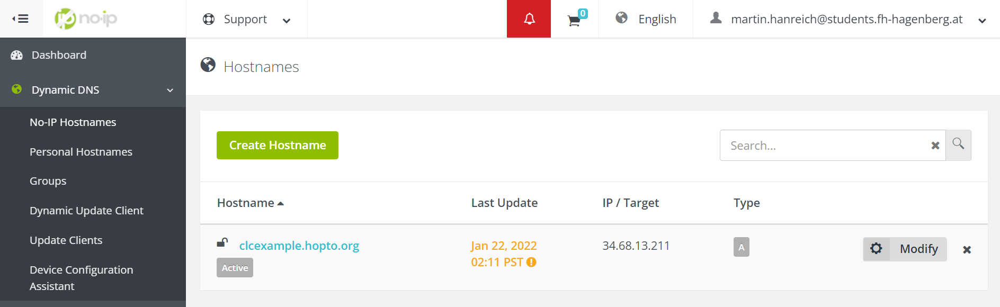 no-ip
Support
0
English
martin.hanreich@students.fh-hagenberg.at
Dashboard
Dynamic DNS
No-IP Hostnames
Personal Hostnames
Groups
Dynamic Update Client
Update Clients
Device Configuration
Assistant
Hostnames
Create Hostname
Search...
Hostname
Last Update
IP / Target
Type
clcexample.hopto.org
Active
Jan 22, 2022
02:11 PST
34.68.13.211
A
Modify